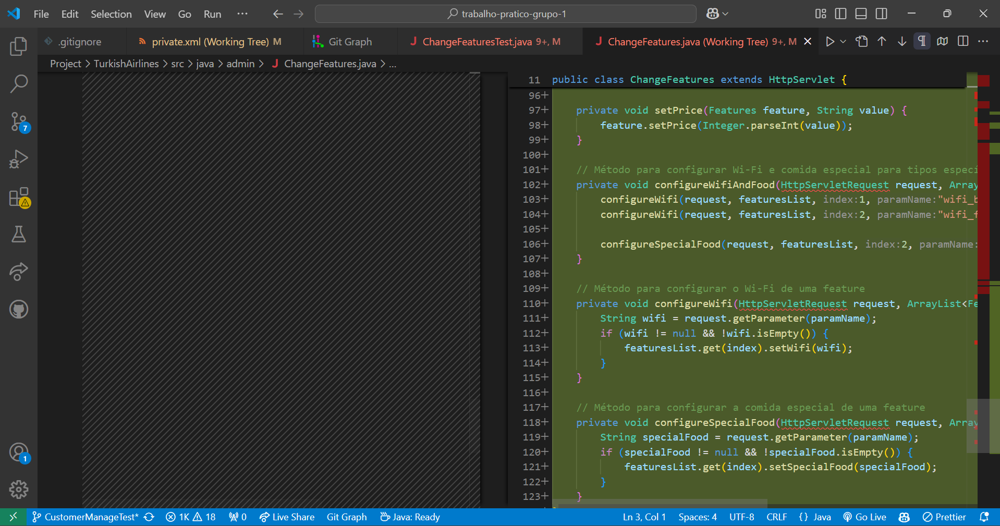 File Edit Selection View Go Run ··· trabalho-pratico-grupo-1
.gitignore private.xml (Working Tree) M Git Graph J ChangeFeaturesTest.java 9+, M J ChangeFeatures.java (Working Tree) 9+, M
Project > TurkishAirlines > src > java > admin > J ChangeFeatures.java > ...
11 public class ChangeFeatures extends HttpServlet {
96+
97+ private void setPrice(Features feature, String value) {
98+ feature.setPrice(Integer.parseInt(value));
99+ }
100+
101+ // Método para configurar Wi-Fi e comida especial para tipos especí
102+ private void configureWifiAndFood(HttpServletRequest request, Array
103+ configureWifi(request, featuresList, index:1, paramName:"wifi_b
104+ configureWifi(request, featuresList, index:2, paramName:"wifi_f
105+
106+ configureSpecialFood(request, featuresList, index:2, paramName:
107+ }
108+
109+ // Método para configurar o Wi-Fi de uma feature
110+ private void configureWifi(HttpServletRequest request, ArrayList<Fe
111+ String wifi = request.getParameter(paramName);
112+ if (wifi != null && !wifi.isEmpty()) {
113+ featuresList.get(index).setWifi(wifi);
114+ }
115+ }
116+
117+ // Método para configurar a comida especial de uma feature
118+ private void configureSpecialFood(HttpServletRequest request, Array
119+ String specialFood = request.getParameter(paramName);
120+ if (specialFood != null && !specialFood.isEmpty()) {
121+ featuresList.get(index).setSpecialFood(specialFood);
122+ }
123+ }
7
1
CustomerManageTest* 1K 18 0 Live Share Git Graph Java: Ready Ln 3, Col 1 Spaces: 4 UTF-8 CRLF {} Java Go Live Prettier